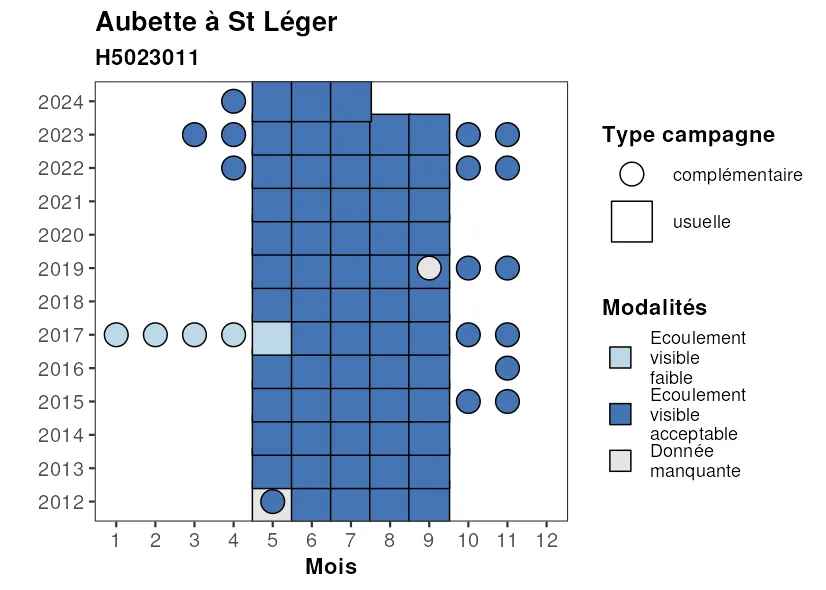 Aubette à St Léger
H5023011
2024
2023
2022
2021
2020
2019
2018
2017
2016
2015
2014
2013
2012
1 2 3 4 5 6 7 8 9 10 11 12
Mois
Type campagne
complémentaire
usuelle
Modalités
Ecoulement
visible
faible
Ecoulement
visible
acceptable
Donnée
manquante